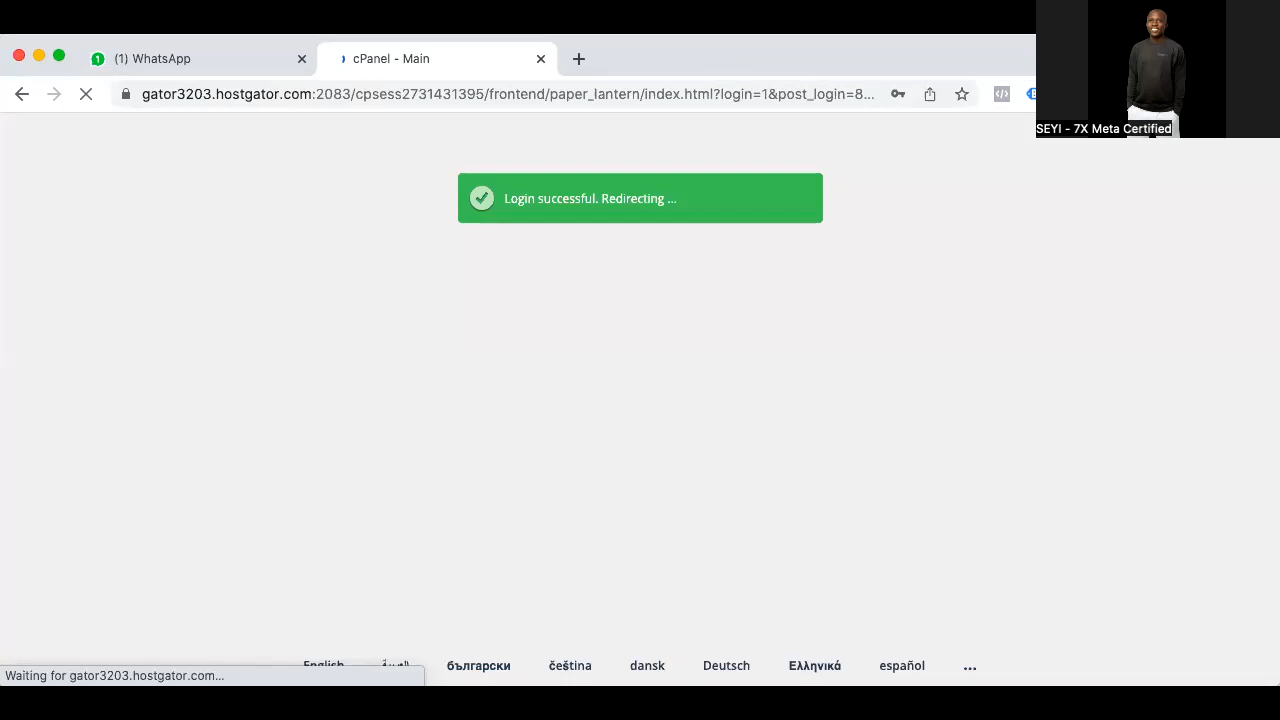 (1) WhatsApp
cPanel - Main
gator3203.hostgator.com:2083/cpsess2731431395/frontend/paper_lantern/index.html?login=1&post_login=8...
SEYI - 7X Meta Certified
Login successful. Redirecting ...
English български čeština dansk Deutsch Ελληνικά español ...
Waiting for gator3203.hostgator.com...